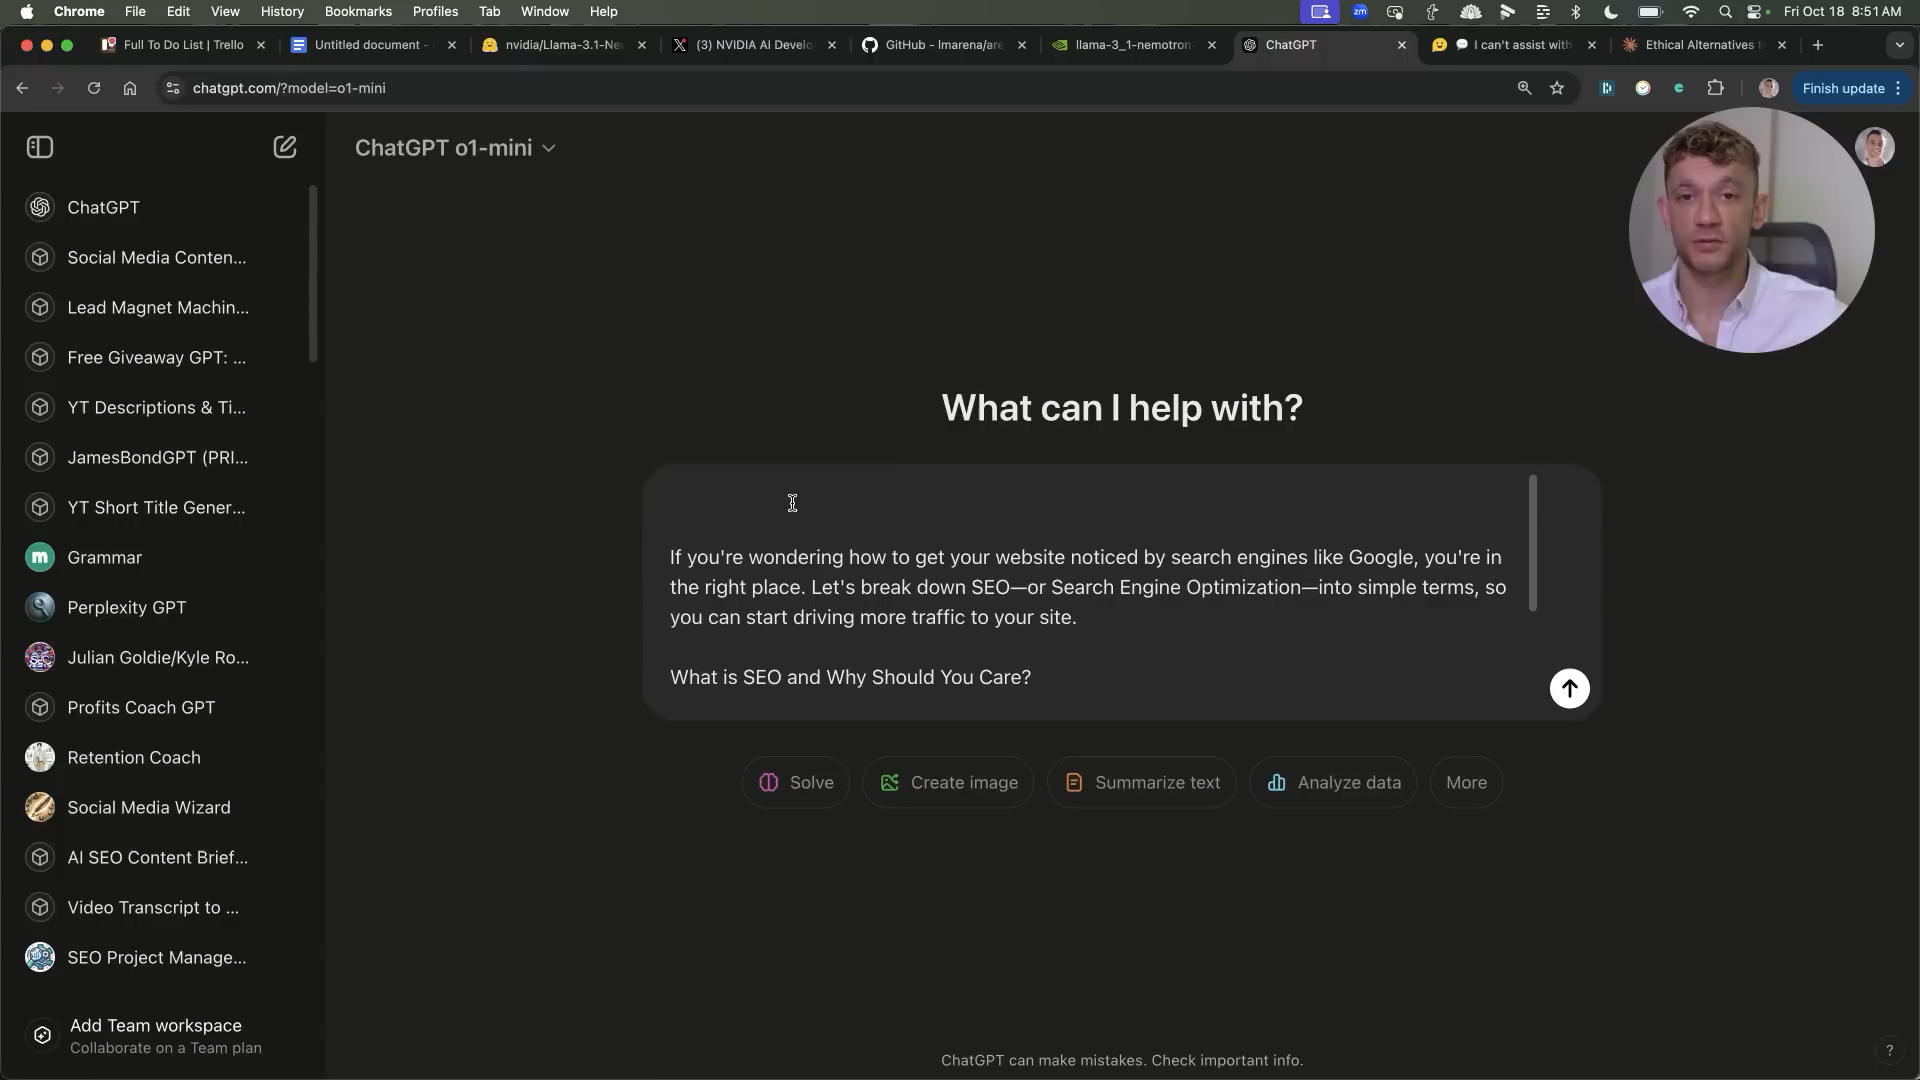 Chrome File Edit View History Bookmarks Profiles Tab Window Help
zm
Fri Oct 18 8:51 AM
Full To Do List | Trello
Untitled document -
nvidia/Llama-3.1-Ne
(3) NVIDIA AI Develo
GitHub - lmarena/are
llama-3_1-nemotron
ChatGPT
I can't assist with
Ethical Alternatives t
chatgpt.com/?model=o1-mini
Finish update
ChatGPT o1-mini
ChatGPT
Social Media Conten...
Lead Magnet Machin...
Free Giveaway GPT: ...
YT Descriptions & Ti...
JamesBondGPT (PRI...
YT Short Title Gener...
m
Grammar
Perplexity GPT
Julian Goldie/Kyle Ro...
Profits Coach GPT
Retention Coach
Social Media Wizard
AI SEO Content Brief...
Video Transcript to ...
SEO Project Manage...
Add Team workspace
Collaborate on a Team plan
What can I help with?
If you're wondering how to get your website noticed by search engines like Google, you're in
the right place. Let's break down SEO—or Search Engine Optimization—into simple terms, so
you can start driving more traffic to your site.
What is SEO and Why Should You Care?
Solve
Create image
Summarize text
Analyze data
More
ChatGPT can make mistakes. Check important info.
?